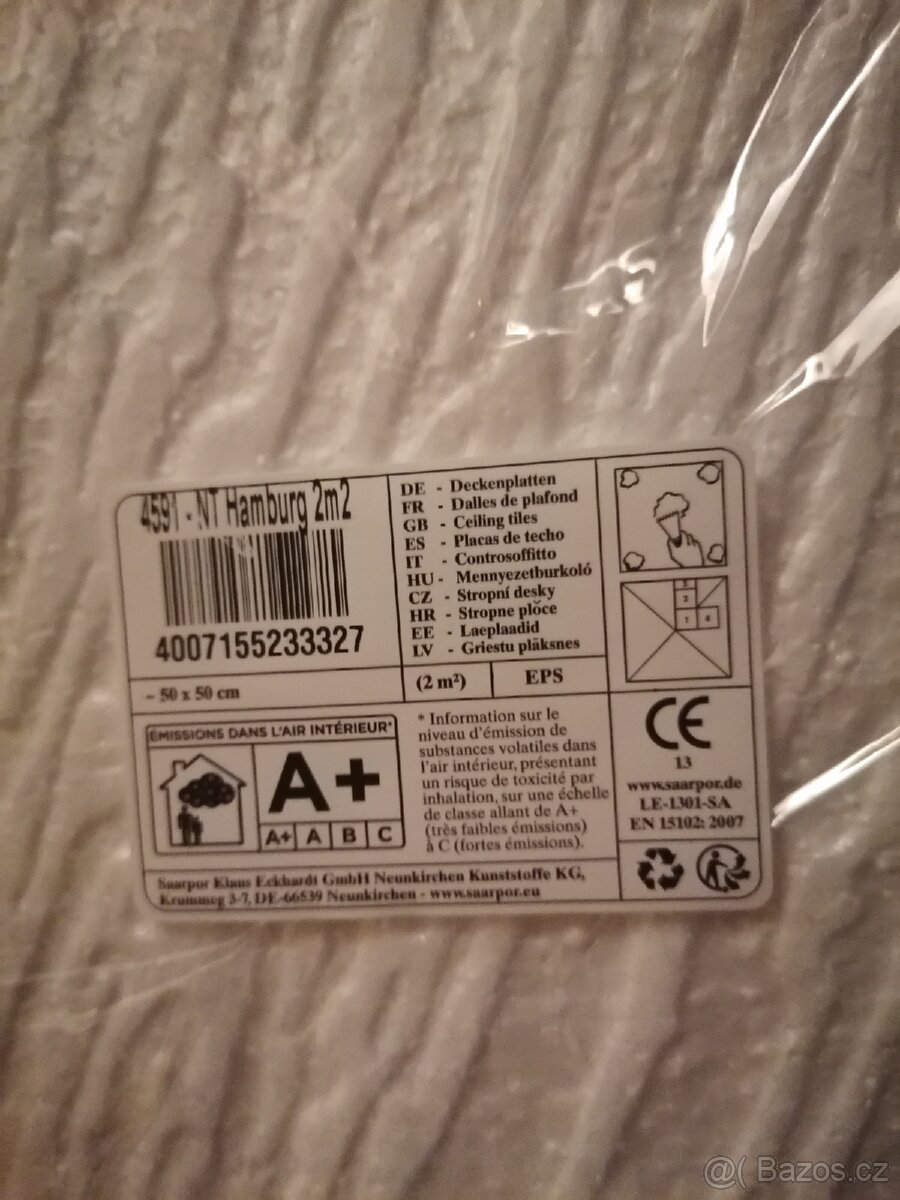 4591 - NT Hamburg 2m2
4007155233327
~ 50 x 50 cm
DE - Deckenplatten
FR - Dalles de plafond
GB - Ceiling tiles
ES - Placas de techo
IT - Controsoffitto
HU - Mennyezetburkoló
CZ - Stropní desky
HR - Stropne ploče
EE - Laeplaadid
LV - Griestu plāksnes
(2 m²)
EPS
3
2
1 4
ÉMISSIONS DANS L'AIR INTÉRIEUR*
A+
A+ A B C
* Information sur le
niveau d'émission de
substances volatiles dans
l'air intérieur, présentant
un risque de toxicité par
inhalation, sur une échelle
de classe allant de A+
(très faibles émissions)
à C (fortes émissions).
CE
13
www.saarpor.de
LE-1301-SA
EN 15102: 2007
Saarpor Klaus Eckhardt GmbH Neunkirchen Kunststoffe KG,
Krummeg 3-7, DE-66539 Neunkirchen - www.saarpor.eu
@( Bazos.cz